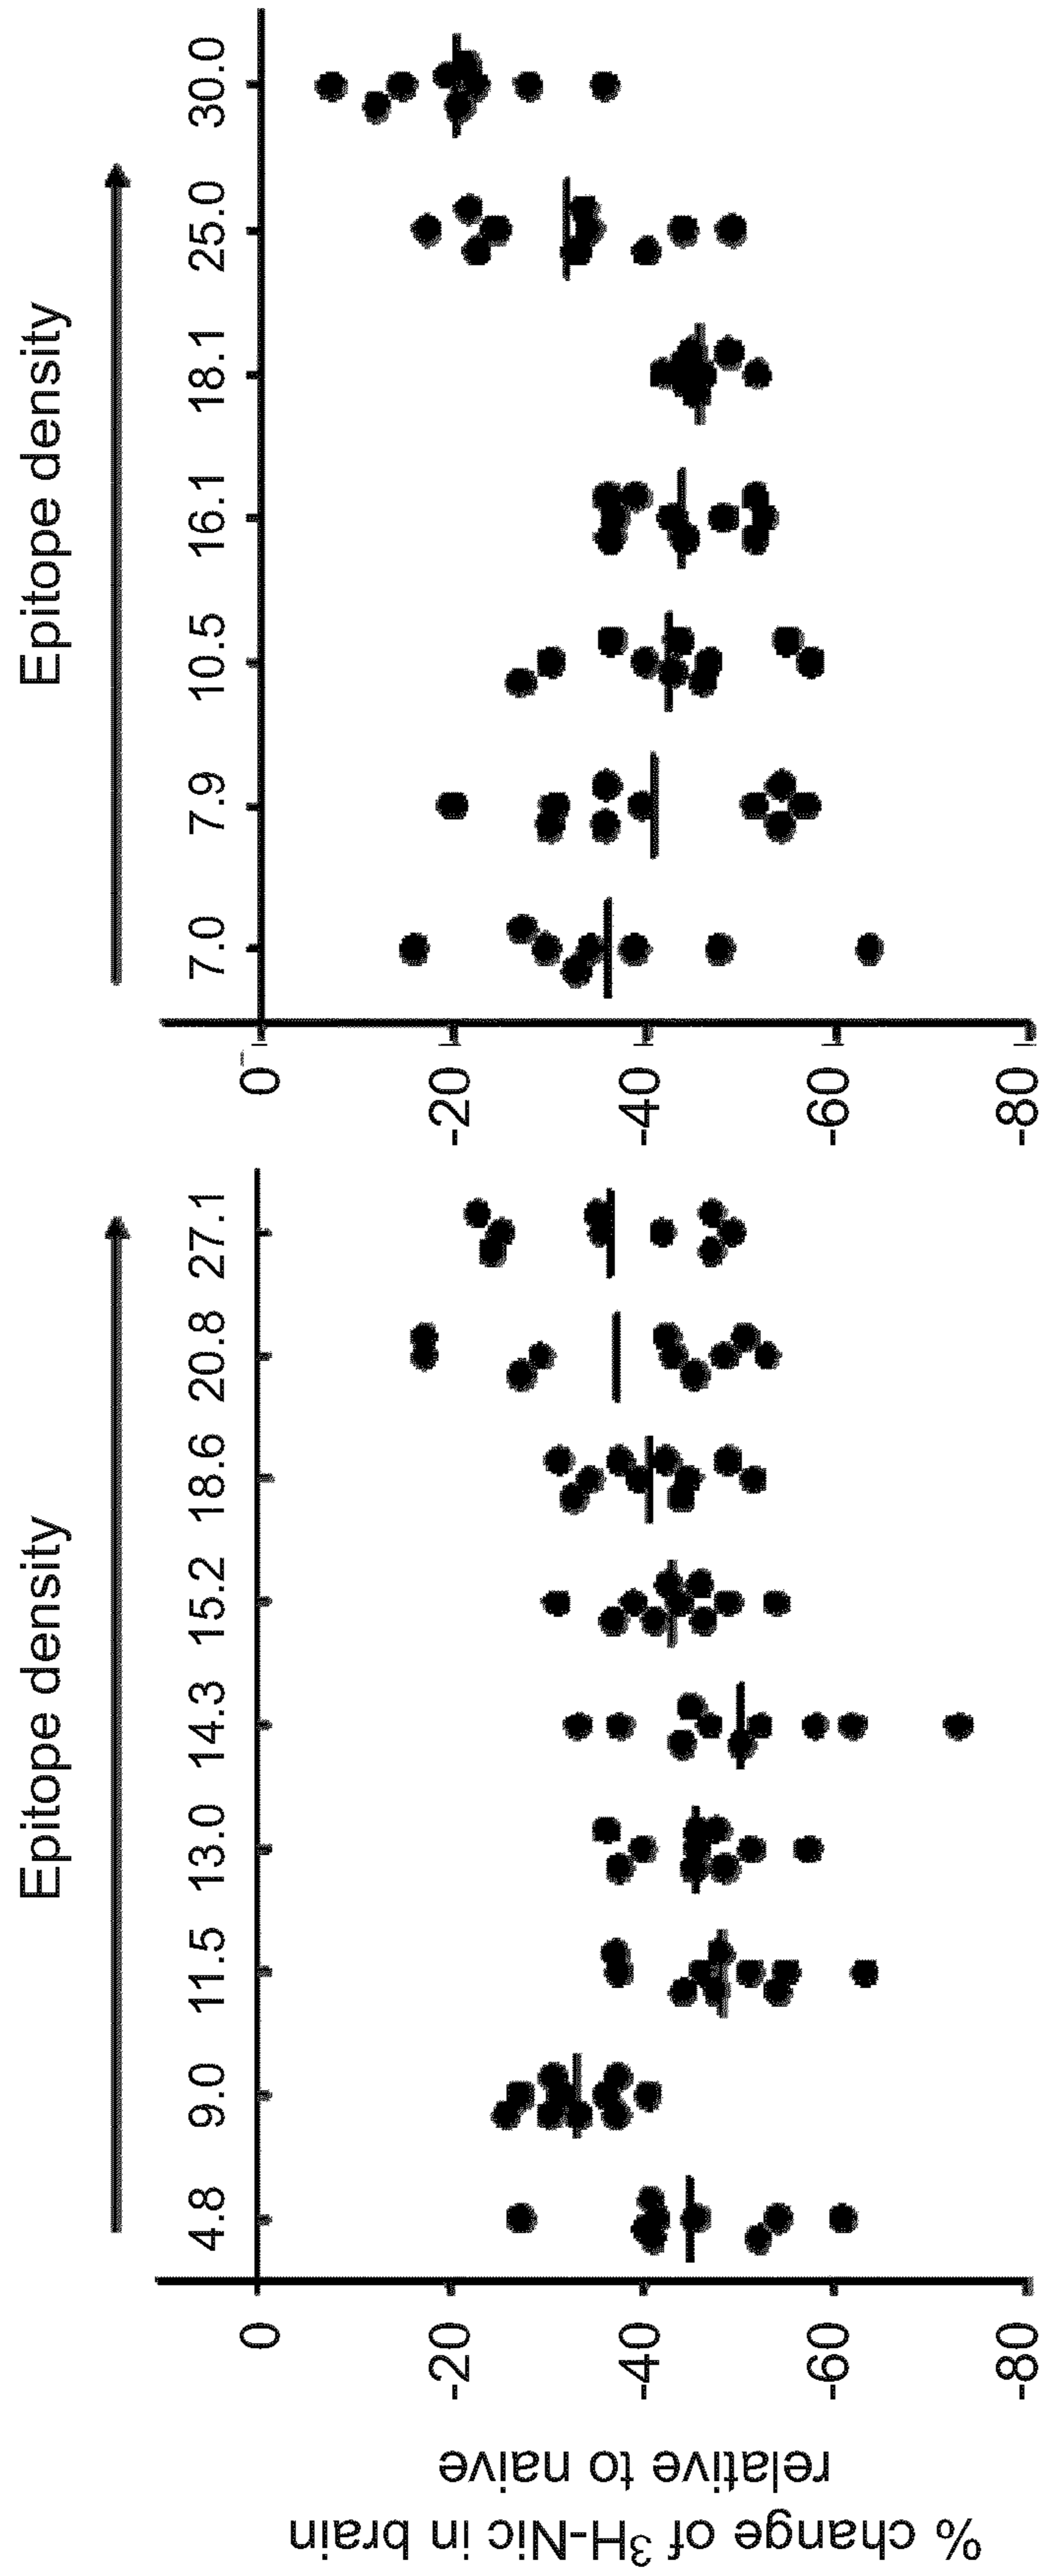 Epitope density
4.8 9.0 11.5 13.0 14.3 15.2 18.6 20.8 27.1
0
-20
-40
-60
-80
% change of ³H-Nic in brain
relative to naive
Epitope density
7.0 7.9 10.5 16.1 18.1 25.0 30.0
0
-20
-40
-60
-80